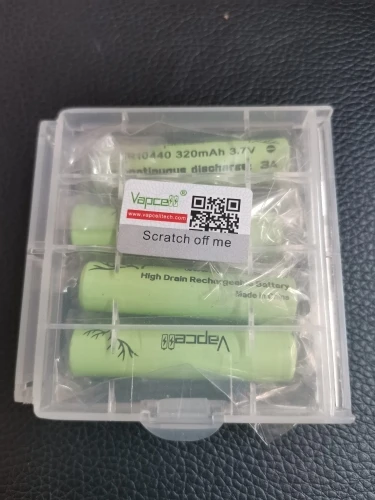 10440 320mAh 3.7V
continuous discharge 3A
Vapcell®
www.vapcelltech.com
Scratch off me
High Drain Rechargeable Battery
Made in China
Vapcell